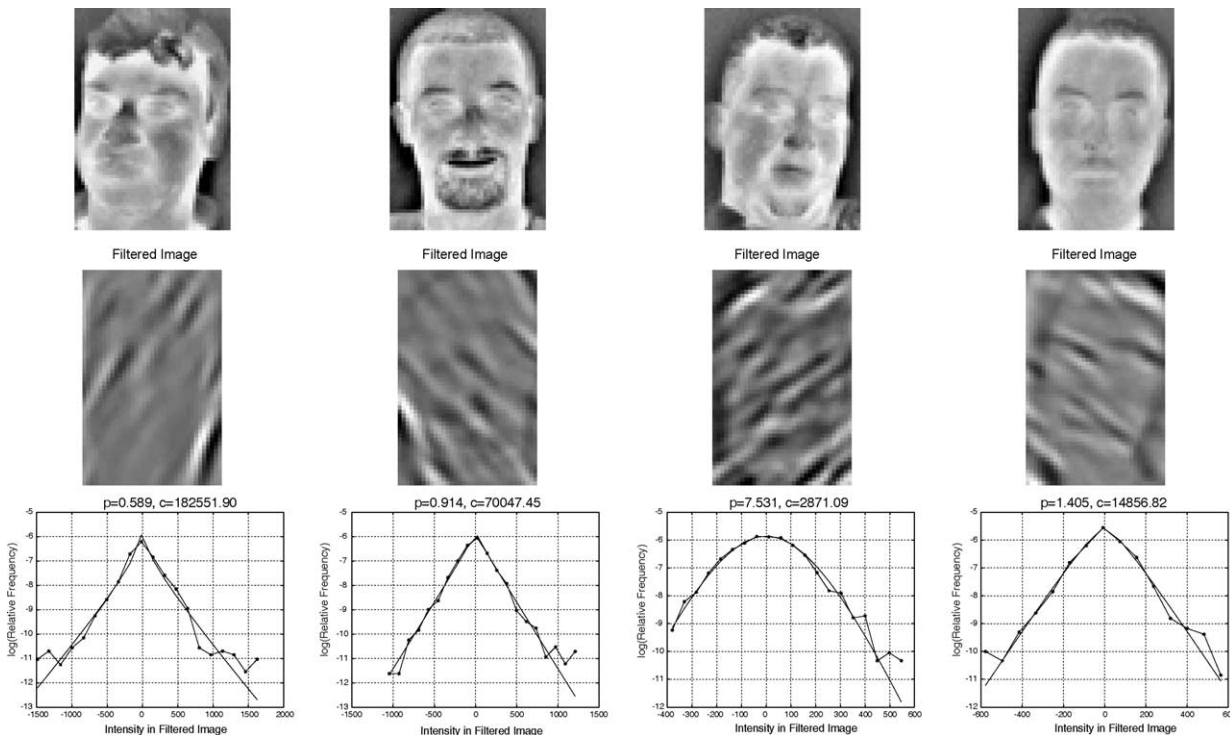 Filtered Image
Filtered Image
Filtered Image
Filtered Image
p=0.589, c=182551.90
p=0.914, c=70047.45
p=7.531, c=2871.09
p=1.405, c=14856.82
log(Relative Frequency)
-5
-6
-7
-8
-9
-10
-11
-12
-13
-1500 -1000 -500 0 500 1000 1500 2000
Intensity in Filtered Image
log(Relative Frequency)
-5
-6
-7
-8
-9
-10
-11
-12
-13
-1500 -1000 -500 0 500 1000 1500
Intensity in Filtered Image
log(Relative Frequency)
-5
-6
-7
-8
-9
-10
-11
-12
-400 -300 -200 -100 0 100 200 300 400 500 600
Intensity in Filtered Image
log(Relative Frequency)
-5
-6
-7
-8
-9
-10
-11
-12
-600 -400 -200 0 200 400
Intensity in Filtered Image